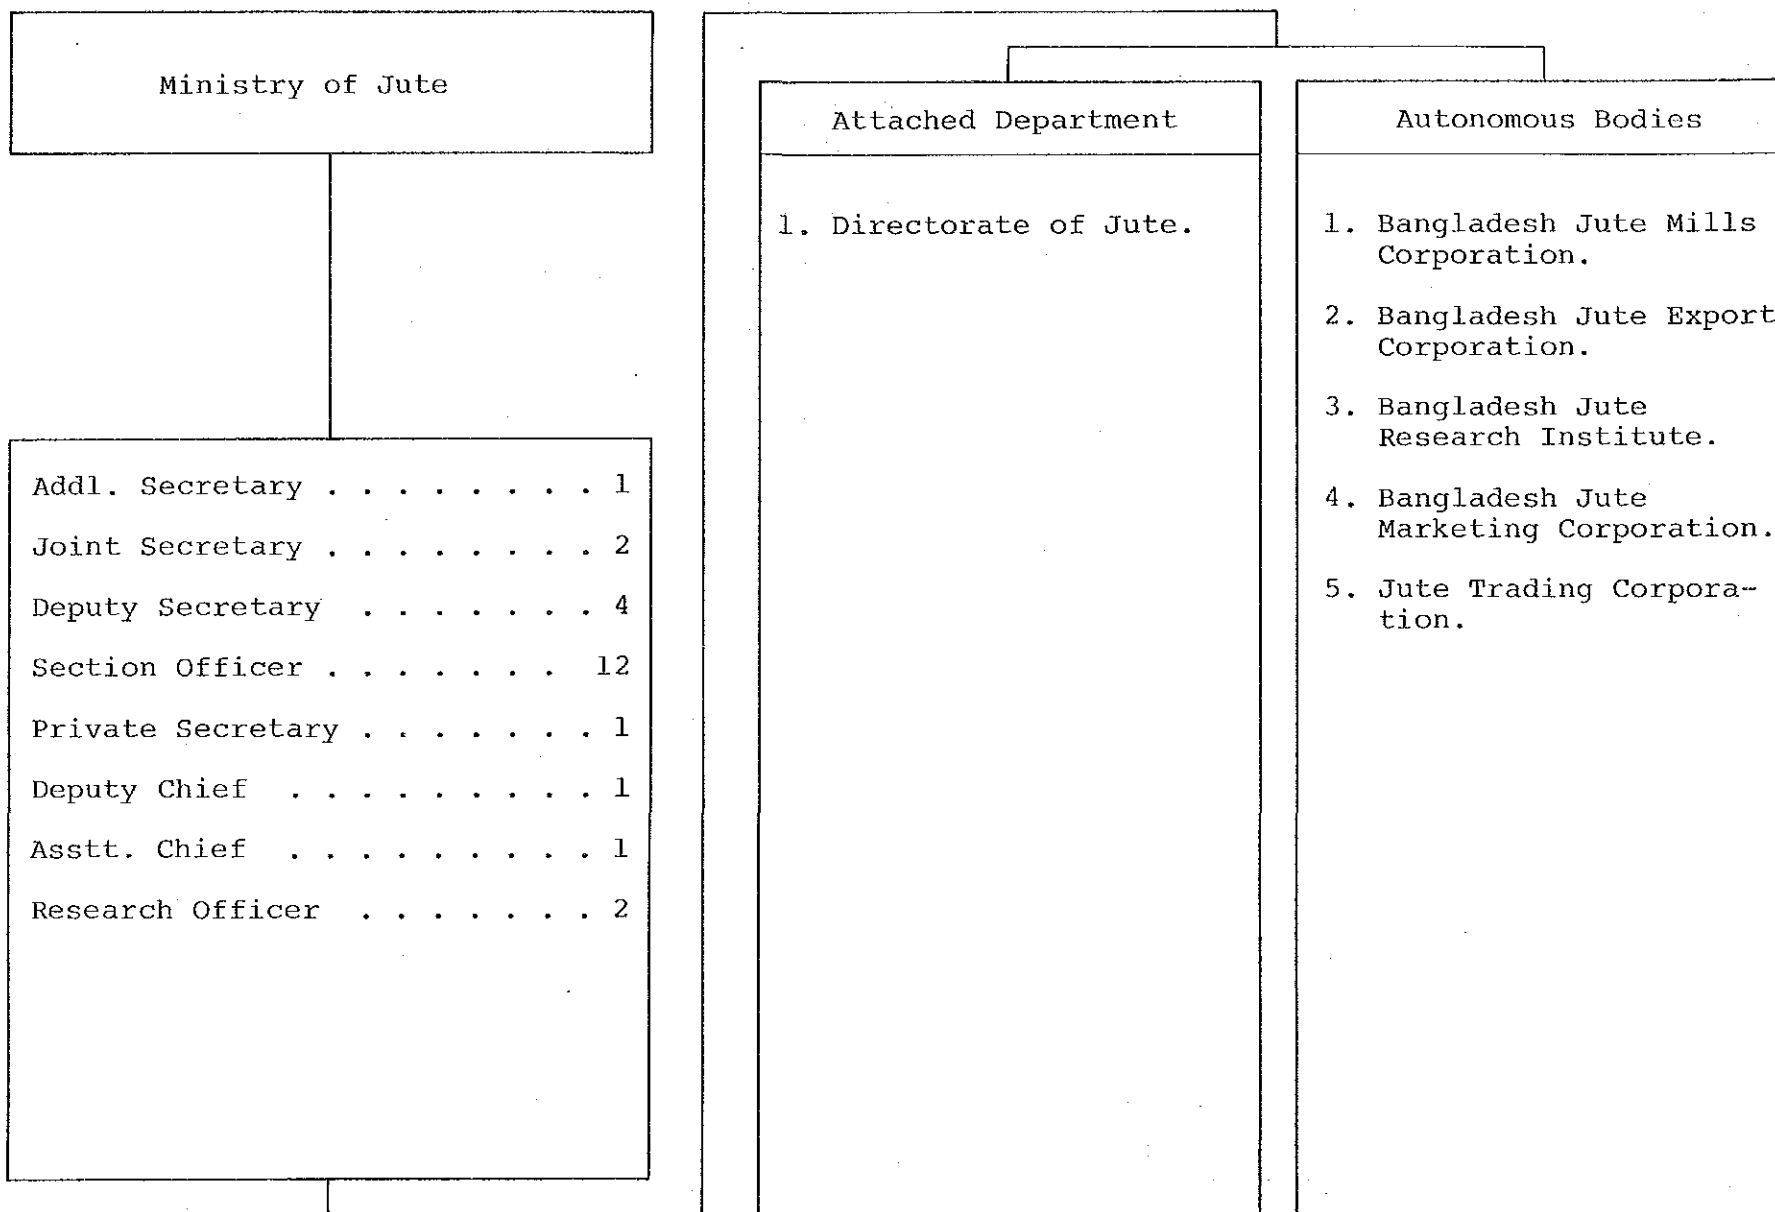 Ministry of Jute
Addl. Secretary . . . . . . . . 1
Joint Secretary . . . . . . . . 2
Deputy Secretary . . . . . . . 4
Section Officer . . . . . . . 12
Private Secretary . . . . . . . 1
Deputy Chief . . . . . . . . . 1
Asstt. Chief . . . . . . . . . 1
Research Officer . . . . . . . 2
Attached Department
1. Directorate of Jute.
Autonomous Bodies
1. Bangladesh Jute Mills
Corporation.
2. Bangladesh Jute Export
Corporation.
3. Bangladesh Jute
Research Institute.
4. Bangladesh Jute
Marketing Corporation.
5. Jute Trading Corpora-
tion.